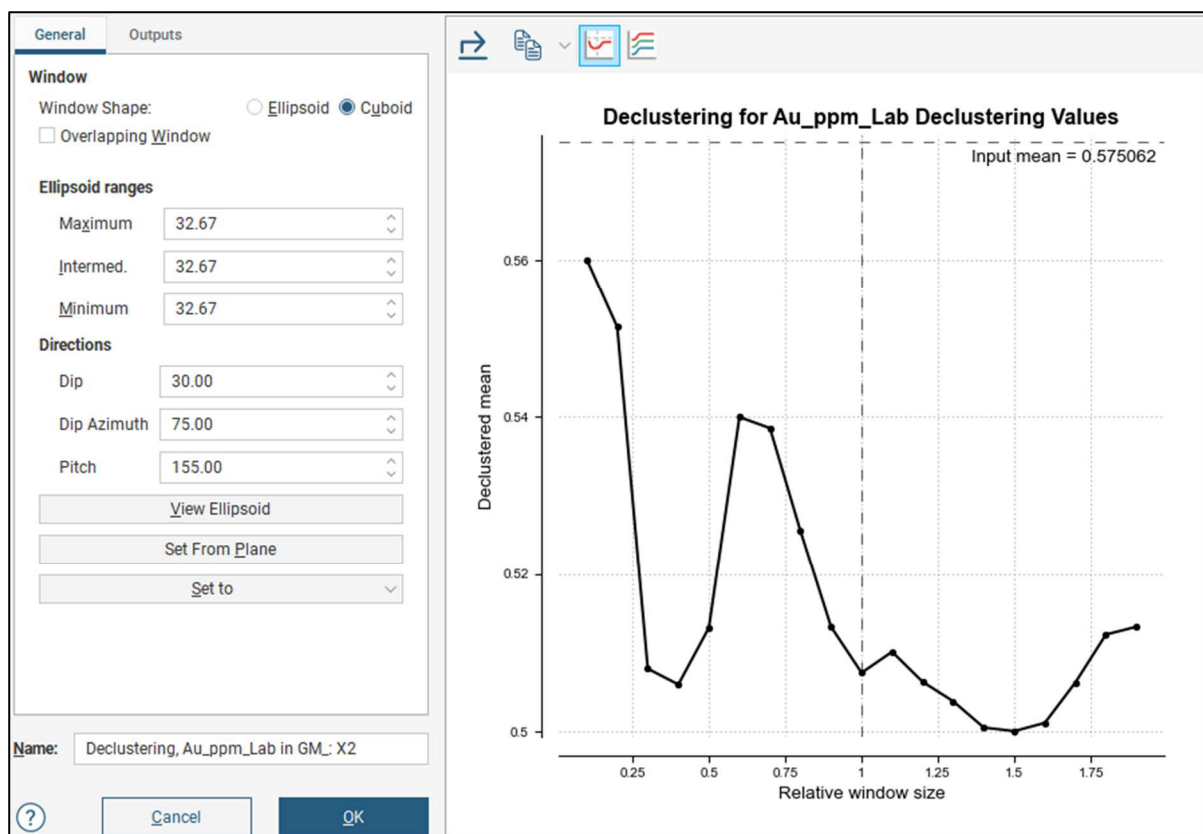 General Outputs
Window
Window Shape: Ellipsoid Cuboid
Overlapping Window
Ellipsoid ranges
Maximum 32.67
Intermed. 32.67
Minimum 32.67
Directions
Dip 30.00
Dip Azimuth 75.00
Pitch 155.00
View Ellipsoid
Set From Plane
Set to
Name: Declustering, Au_ppm_Lab in GM_: X2
? Cancel OK
Declustering for Au_ppm_Lab Declustering Values
Input mean = 0.575062
Declustered mean
0.56
0.54
0.52
0.5
0.25 0.5 0.75 1 1.25 1.5 1.75
Relative window size